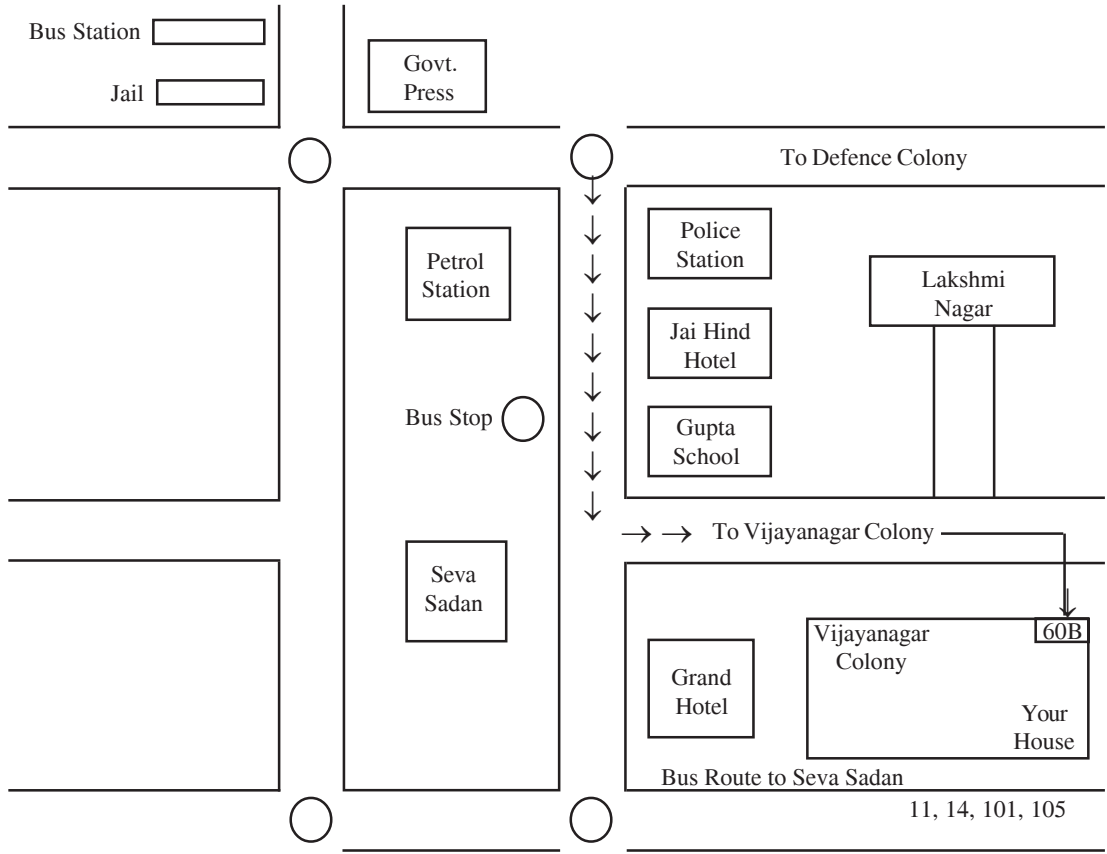 Bus Station
Jail
Govt.
Press
To Defence Colony
Police
Station
Petrol
Station
Lakshmi
Nagar
Jai Hind
Hotel
Bus Stop
Gupta
School
To Vijayanagar Colony
Seva
Sadan
60B
Vijayanagar
Colony
Grand
Hotel
Your
House
Bus Route to Seva Sadan
11, 14, 101, 105